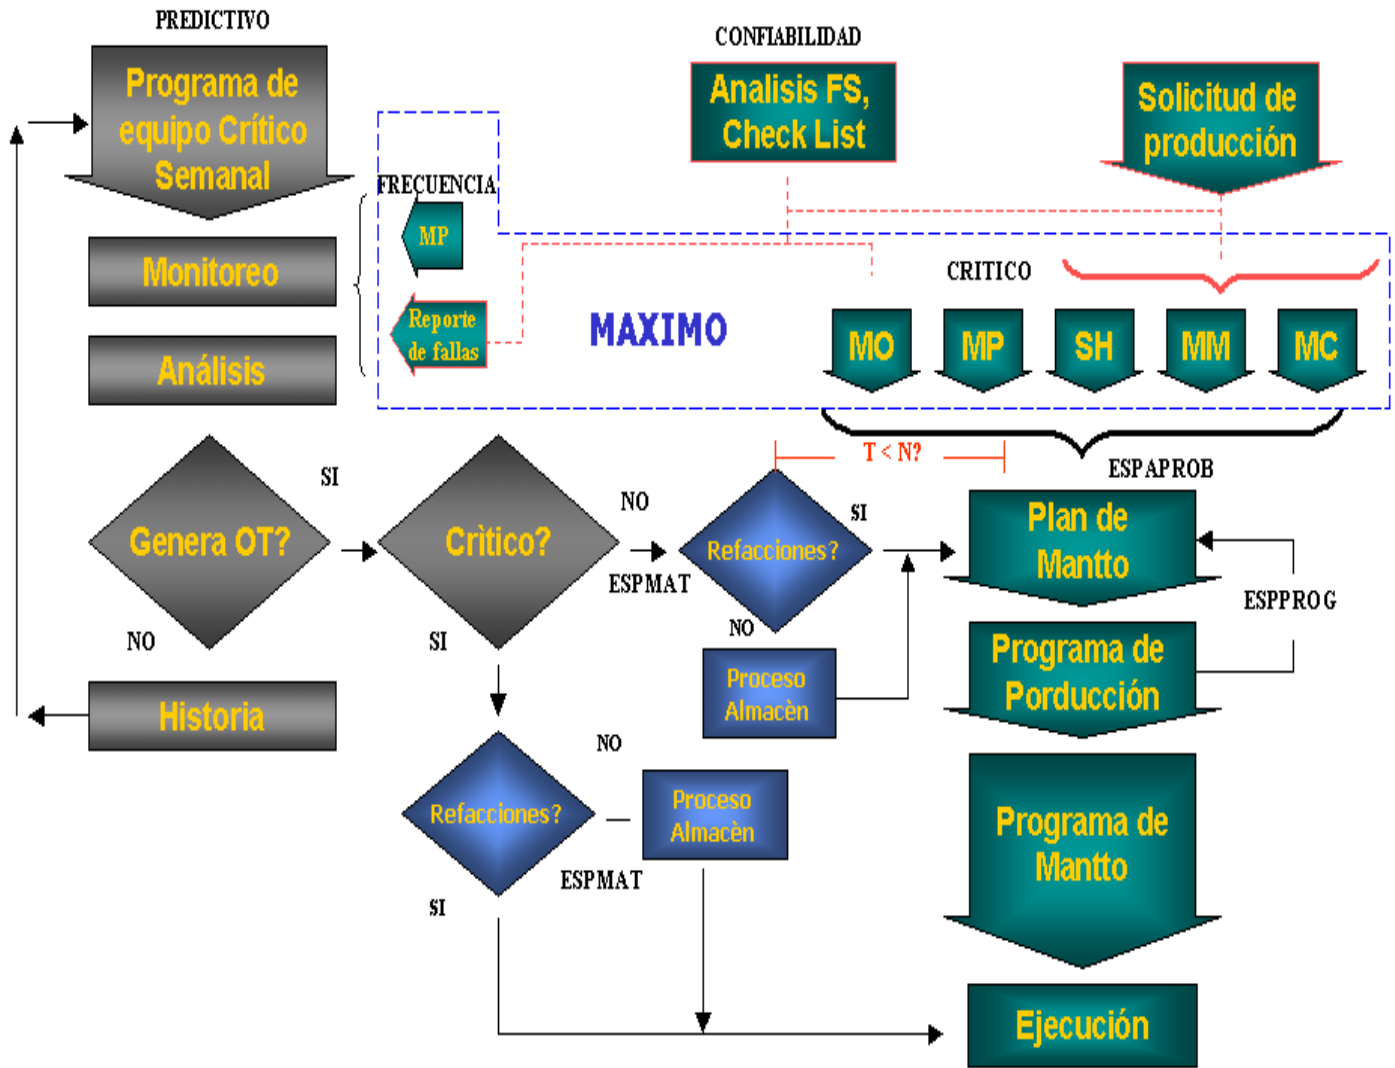 PREDICTIVO
Programa de
equipo Crítico
Semanal
Monitoreo
Análisis
FRECUENCIA
MP
Reporte
de fallas
CONFIABILIDAD
Analisis FS,
Check List
Solicitud de
producción
MAXIMO
CRITICO
MO
MP
SH
MM
MC
T < N?
ESPAPROB
Genera OT?
SI
NO
Historia
Crìtico?
NO
ESPMAT
SI
Refacciones?
SI
NO
Proceso
Almacèn
Refacciones?
NO
ESPMAT
SI
Proceso
Almacèn
Plan de
Mantto
ESPPROG
Programa de
Porducción
Programa de
Mantto
Ejecución